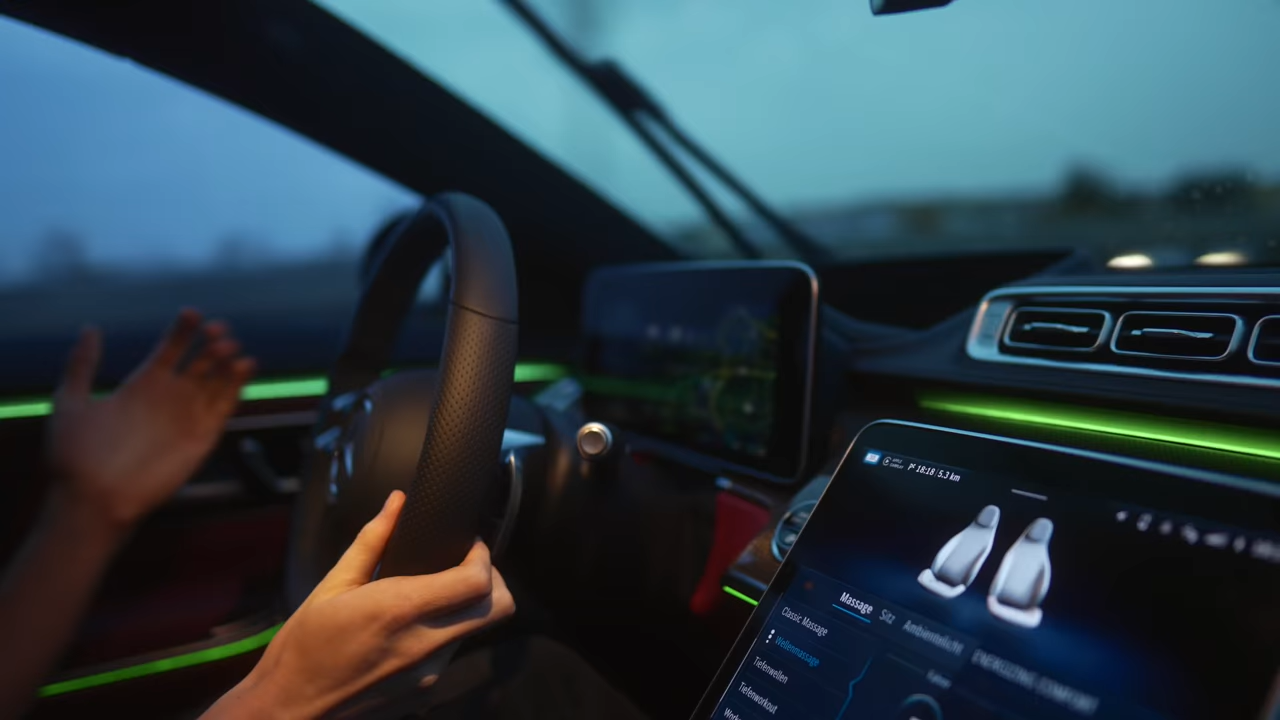 18:18 5.3 km
Massage Sitz Ambientelicht ENERGIZING COMFORT
Classic Massage
Wellenmassage
Tiefenwellen
Tiefenworkout